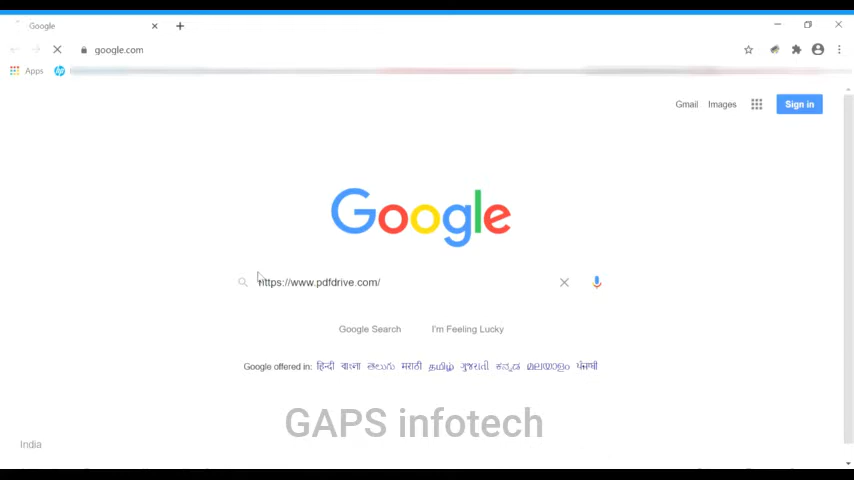 Google
google.com
Apps
Gmail Images Sign in
Google
https://www.pdfdrive.com/
Google Search I'm Feeling Lucky
Google offered in: हिन्दी বাংলা తెలుగు मराठी தமிழ் ગુજરાતી ಕನ್ನಡ മലയാളം ਪੰਜਾਬੀ
GAPS infotech
India